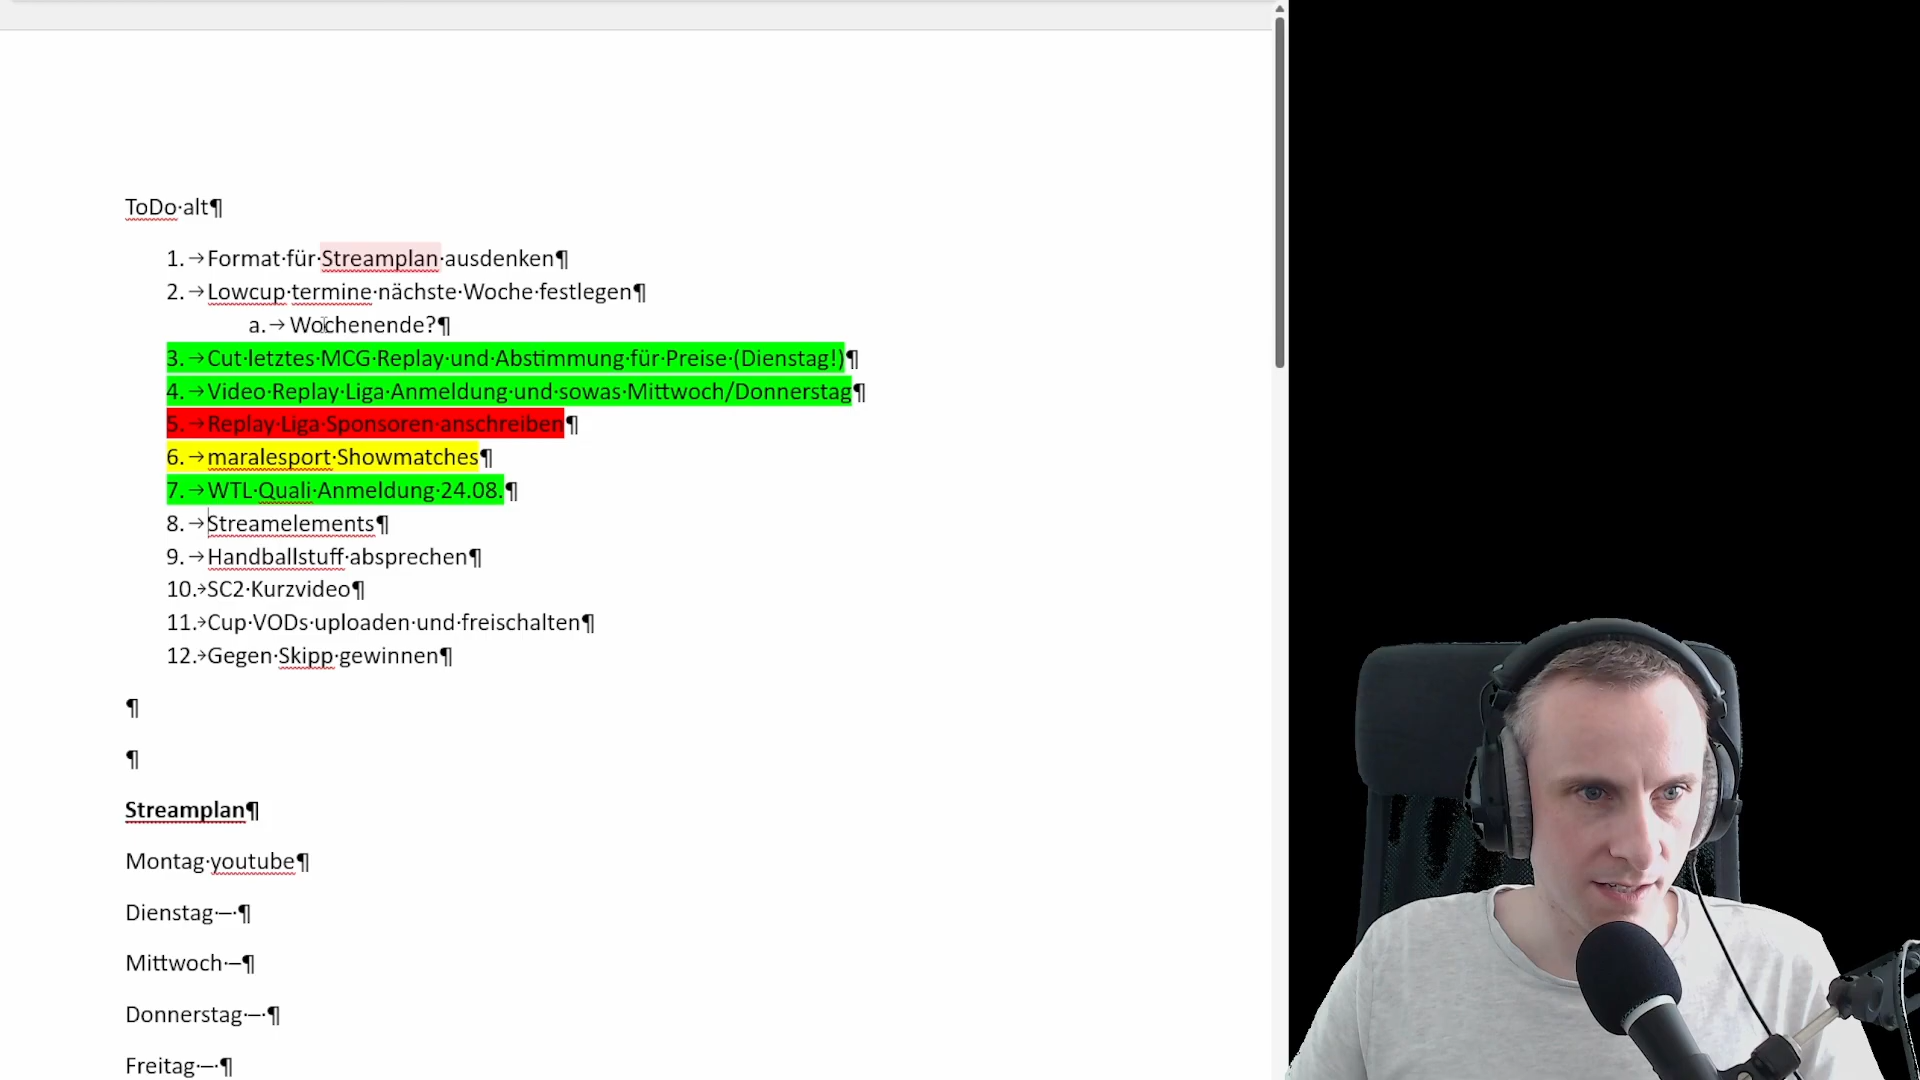 ToDo·alt¶
1.→Format·für·Streamplan·ausdenken¶
2.→Lowcup·termine·nächste·Woche·festlegen¶
a.→Wochenende?¶
3.→Cut·letztes·MCG·Replay·und·Abstimmung·für·Preise·(Dienstag!)¶
4.→Video·Replay·Liga·Anmeldung·und·sowas·Mittwoch/Donnerstag¶
5.→Replay·Liga·Sponsoren·anschreiben¶
6.→maralesport·Showmatches¶
7.→WTL·Quali·Anmeldung·24.08.¶
8.→Streamelements¶
9.→Handballstuff·absprechen¶
10.→SC2·Kurzvideo¶
11.→Cup·VODs·uploaden·und·freischalten¶
12.→Gegen·Skipp·gewinnen¶
¶
¶
Streamplan¶
Montag·youtube¶
Dienstag·–·¶
Mittwoch·–¶
Donnerstag·–·¶
Freitag·–·¶